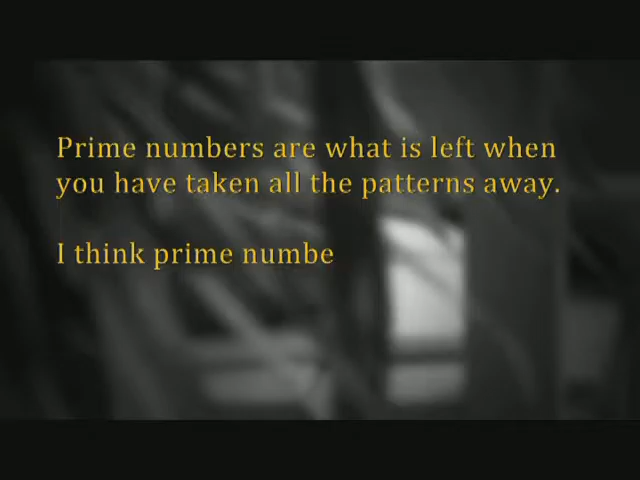 Prime numbers are what is left when
you have taken all the patterns away.
I think prime numbe